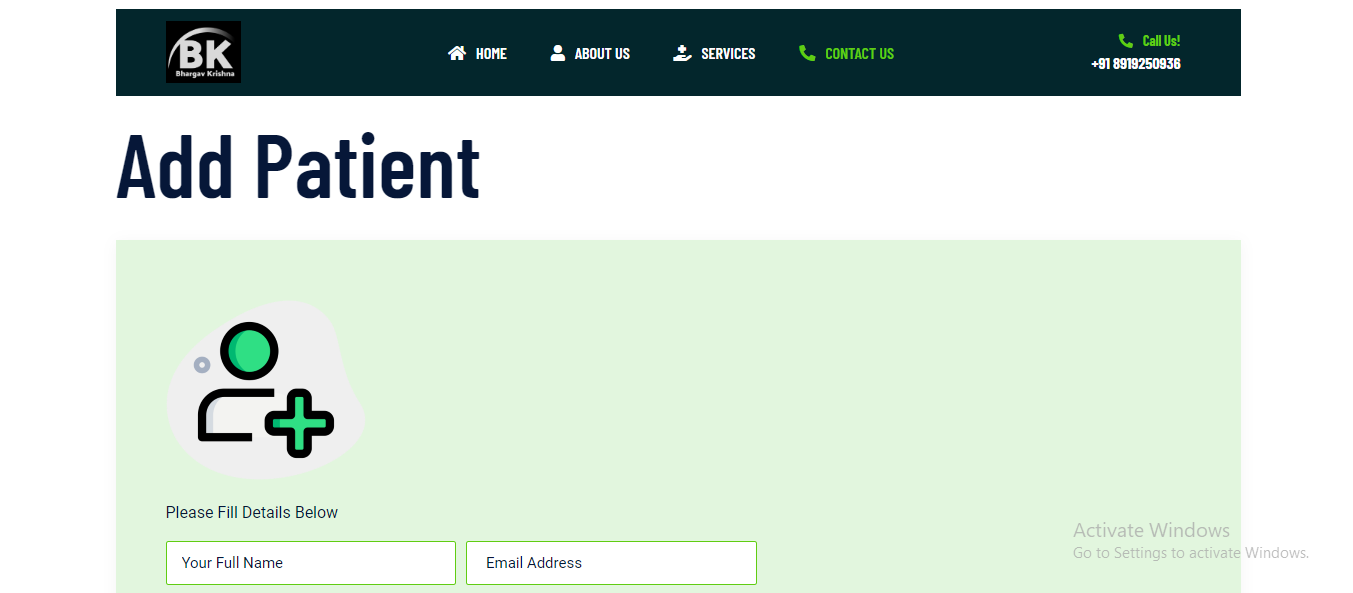 BK
Bhargav Krishna
HOME
ABOUT US
SERVICES
CONTACT US
Call Us!
+91 8919250936
Add Patient
Please Fill Details Below
Your Full Name
Email Address
Activate Windows
Go to Settings to activate Windows.